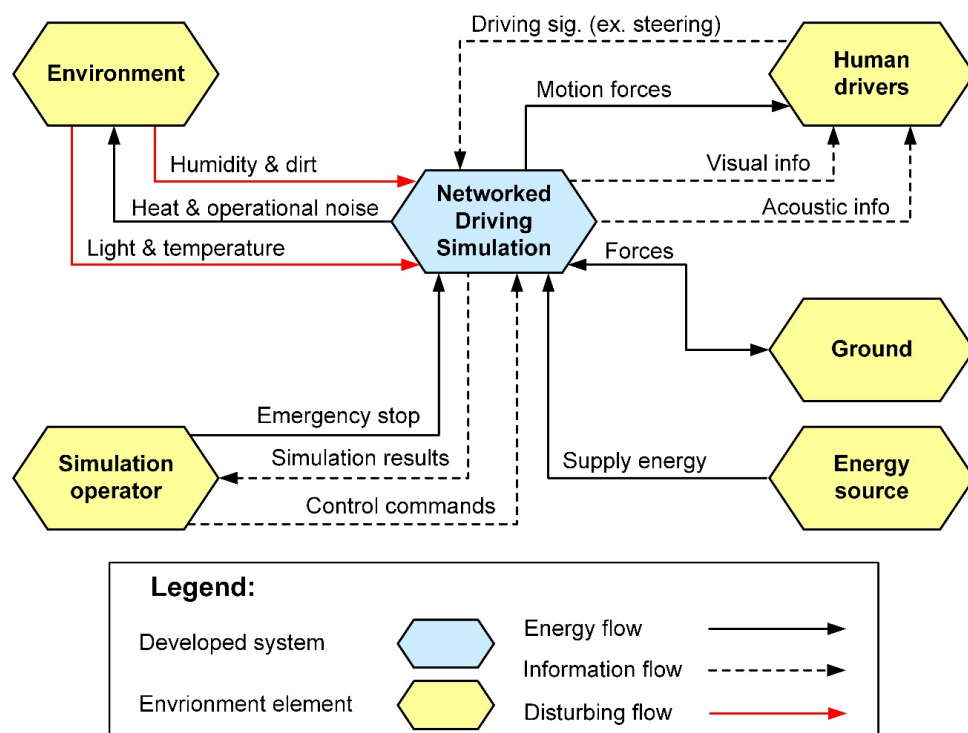 Driving sig. (ex. steering)
Environment
Human
drivers
Motion forces
Humidity & dirt
Visual info
Networked
Driving
Simulation
Heat & operational noise
Acoustic info
Light & temperature
Forces
Ground
Emergency stop
Simulation
operator
Simulation results
Supply energy
Energy
source
Control commands
Legend:
Developed system
Energy flow
Information flow
Envrionment element
Disturbing flow